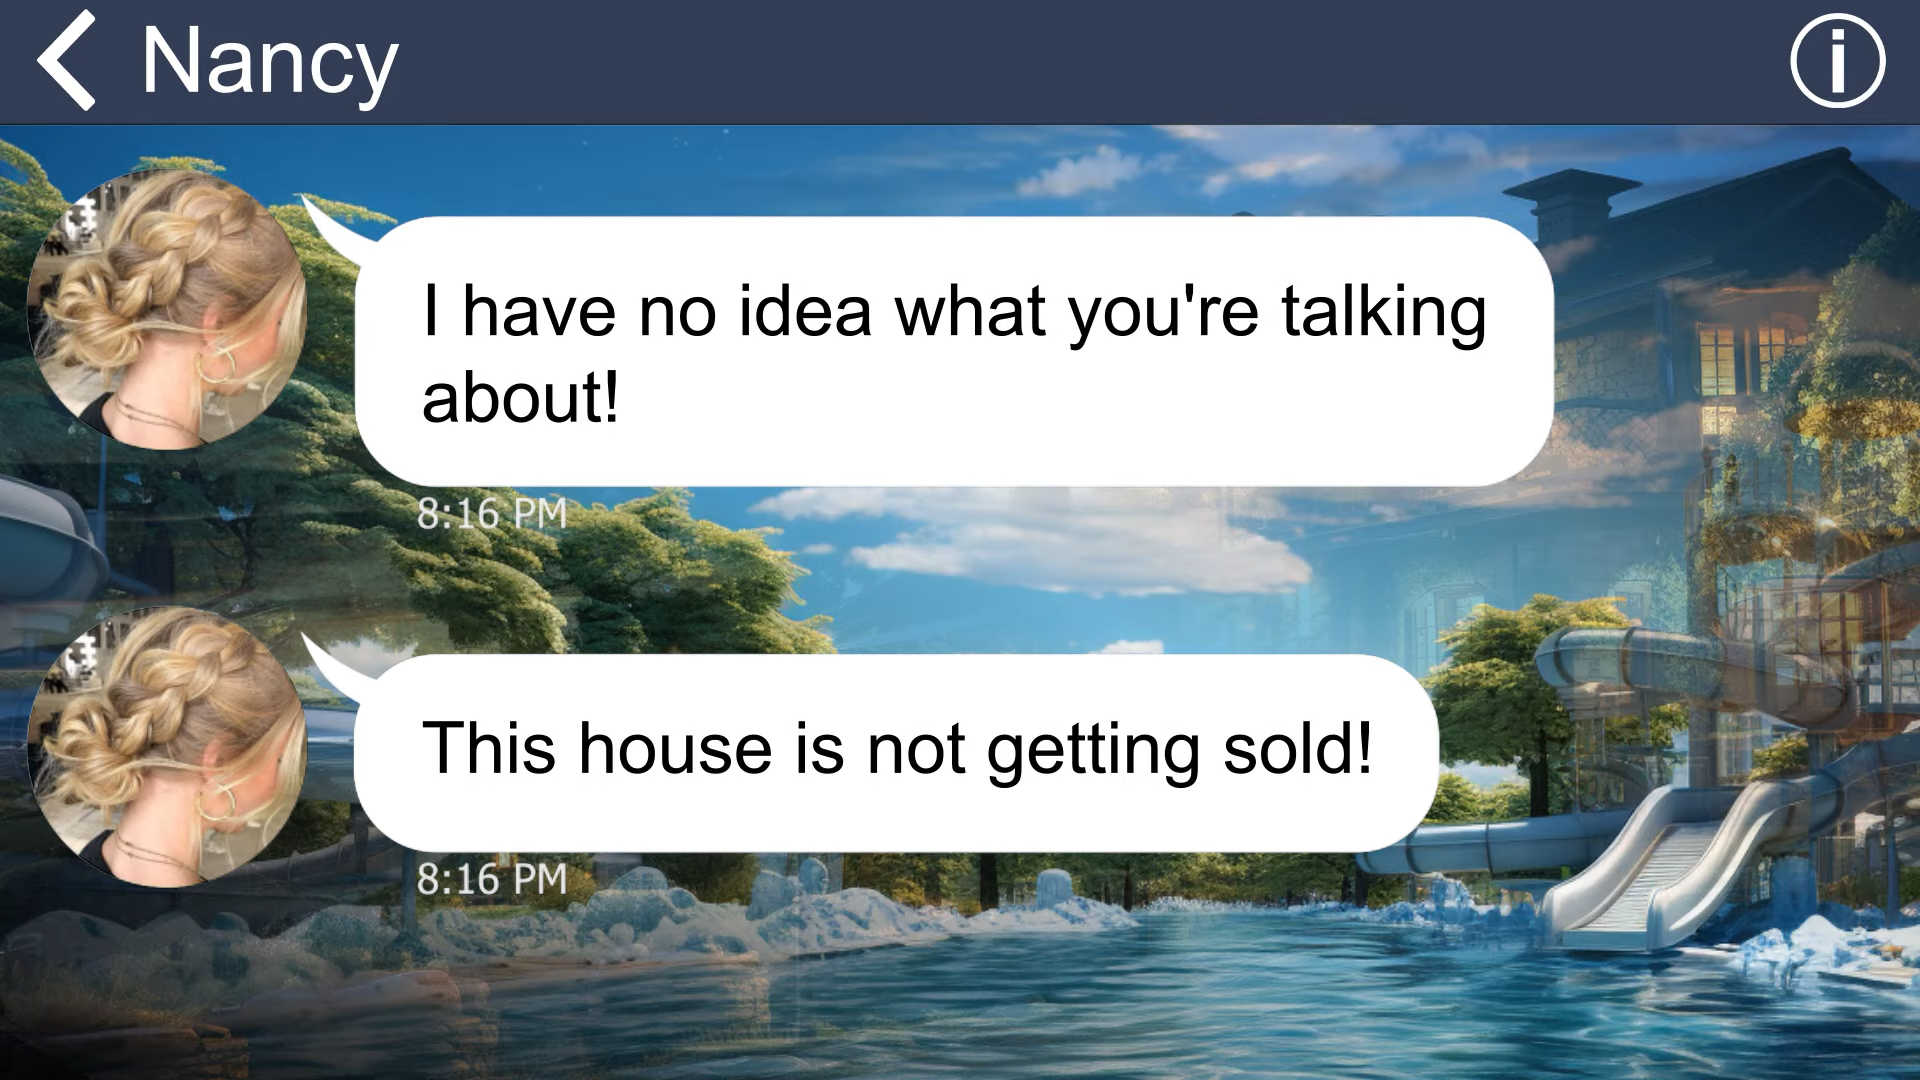 Nancy
I have no idea what you're talking
about!
8:16 PM
This house is not getting sold!
8:16 PM